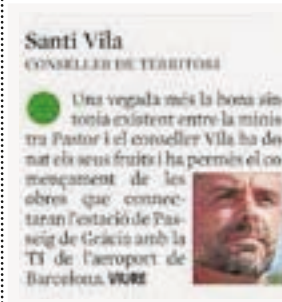 Santi Vila
CONSELLER DE TERRITORI
Una vegada més la bona sin-
tonia existent entre la minis-
tra Pastor i el conseller Vila ha do-
nat els seus fruits i ha permès el co-
mençament de les
obres que connec-
taran l'estació de Pas-
seig de Gràcia amb la
T1 de l'aeroport de
Barcelona. VIURE